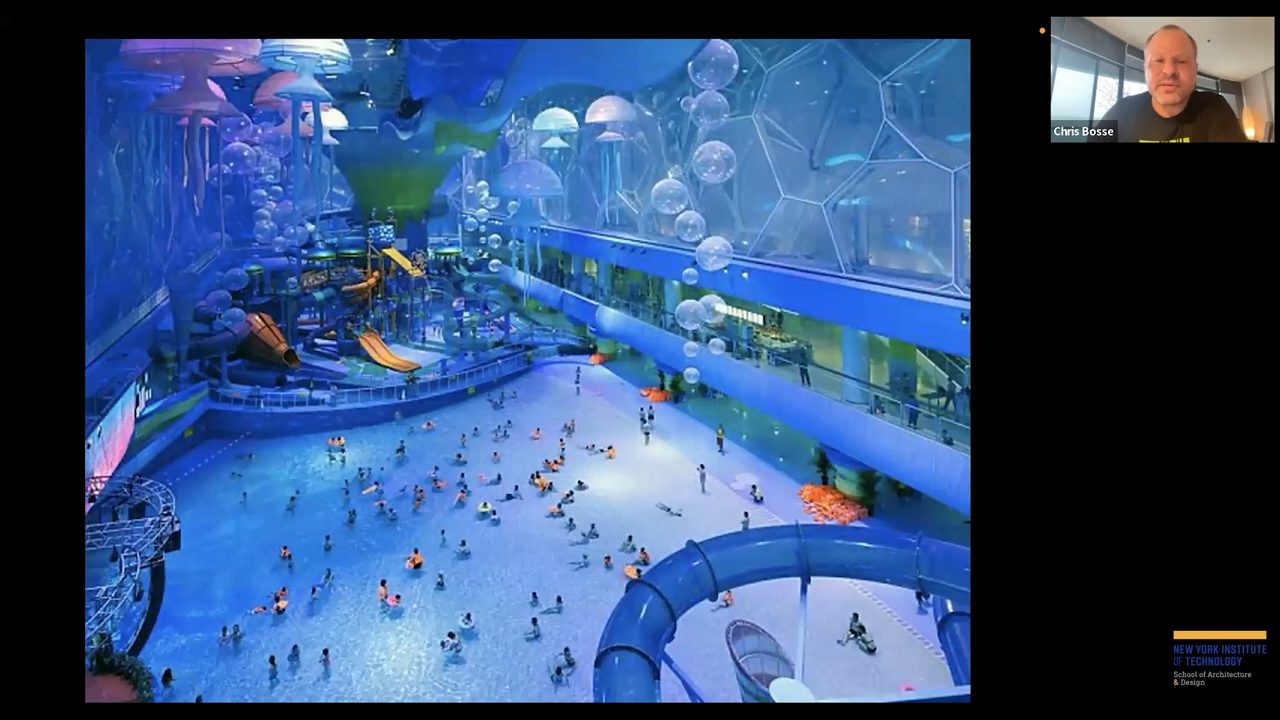 Chris Bosse
NEW YORK INSTITUTE
OF TECHNOLOGY
School of Architecture
& Design